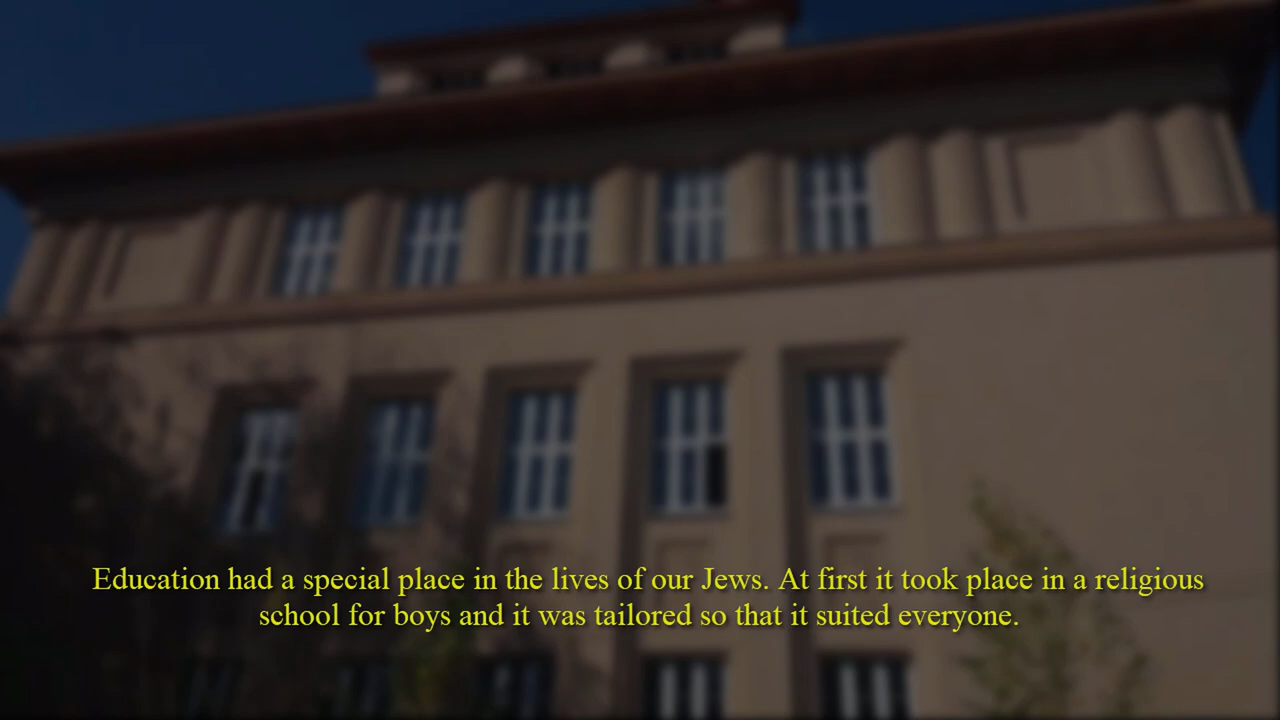 Education had a special place in the lives of our Jews. At first it took place in a religious
school for boys and it was tailored so that it suited everyone.